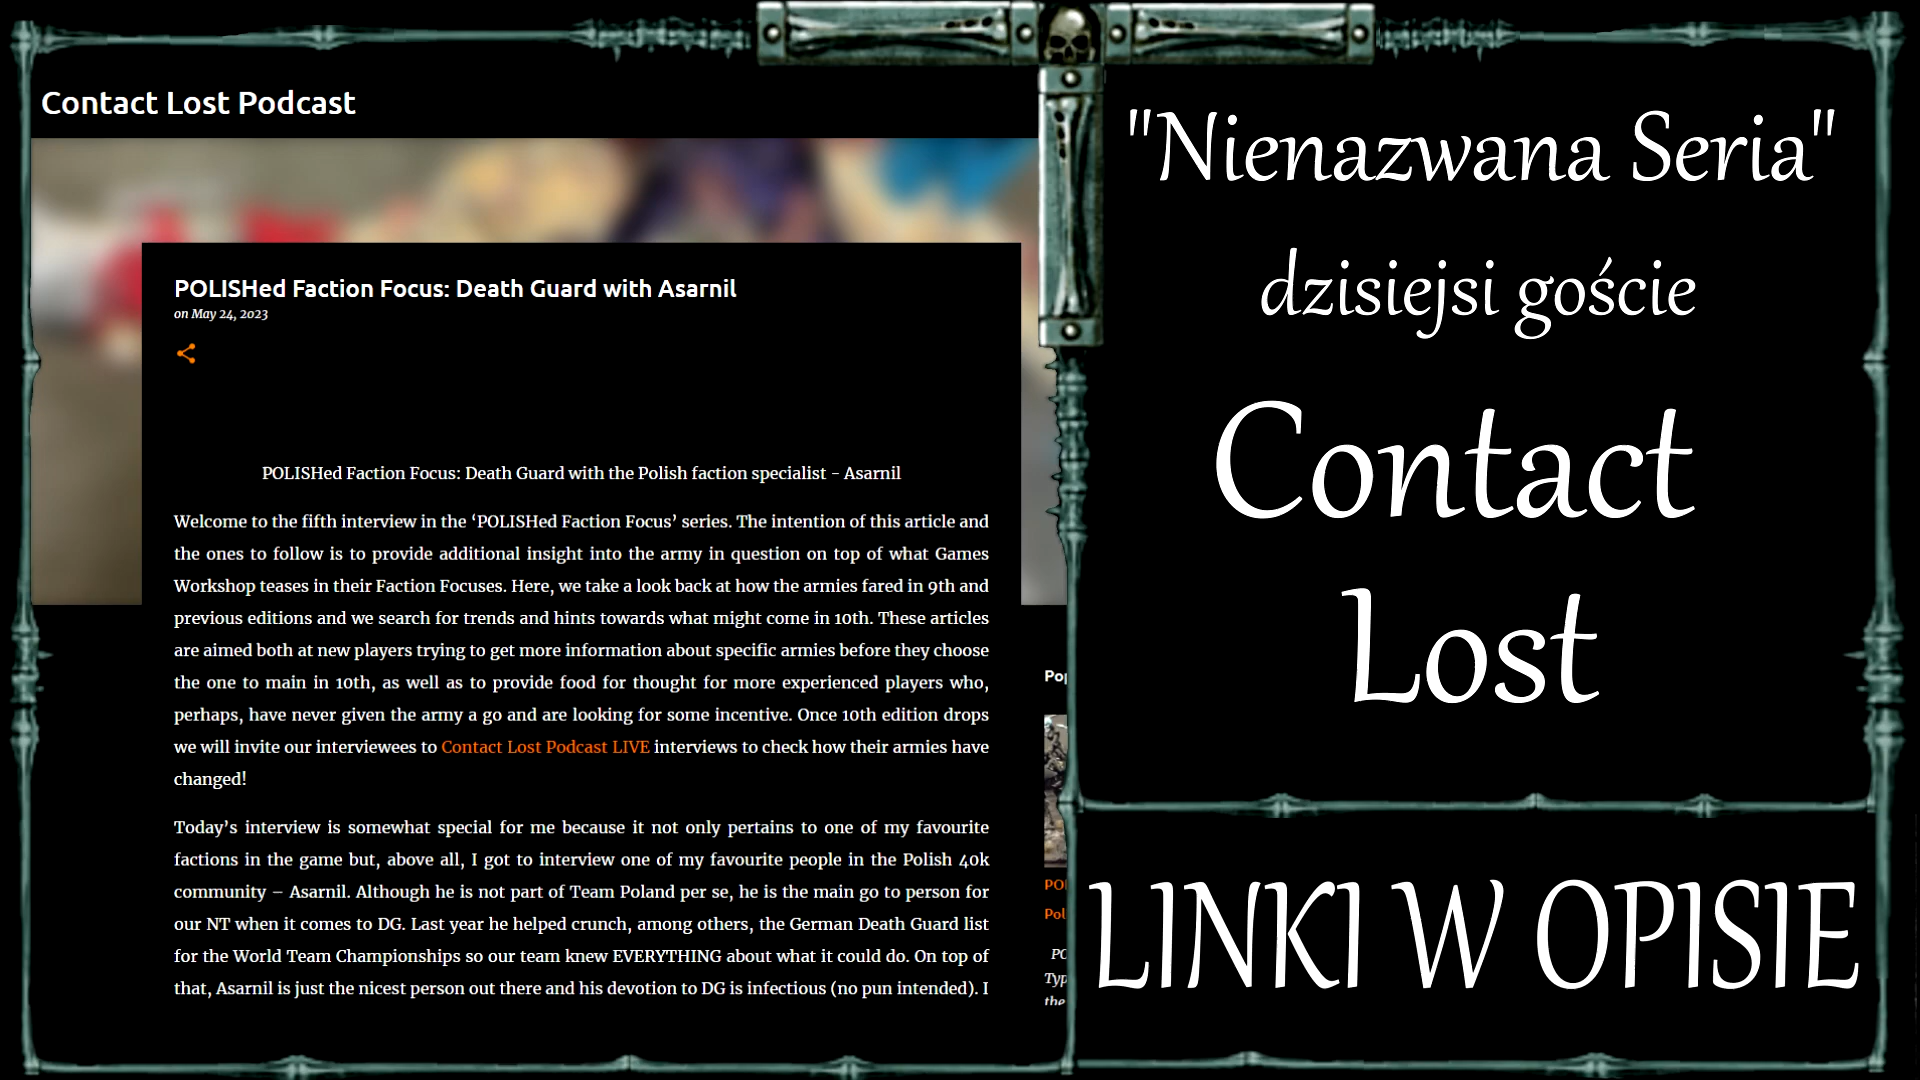 Contact Lost Podcast
POLISHed Faction Focus: Death Guard with Asarnil
on May 24, 2023
POLISHed Faction Focus: Death Guard with the Polish faction specialist - Asarnil
Welcome to the fifth interview in the ‘POLISHed Faction Focus’ series. The intention of this article and
the ones to follow is to provide additional insight into the army in question on top of what Games
Workshop teases in their Faction Focuses. Here, we take a look back at how the armies fared in 9th and
previous editions and we search for trends and hints towards what might come in 10th. These articles
are aimed both at new players trying to get more information about specific armies before they choose
the one to main in 10th, as well as to provide food for thought for more experienced players who,
perhaps, have never given the army a go and are looking for some incentive. Once 10th edition drops
we will invite our interviewees to Contact Lost Podcast LIVE interviews to check how their armies have
changed!
Today’s interview is somewhat special for me because it not only pertains to one of my favourite
factions in the game but, above all, I got to interview one of my favourite people in the Polish 40k
community – Asarnil. Although he is not part of Team Poland per se, he is the main go to person for
our NT when it comes to DG. Last year he helped crunch, among others, the German Death Guard list
for the World Team Championships so our team knew EVERYTHING about what it could do. On top of
that, Asarnil is just the nicest person out there and his devotion to DG is infectious (no pun intended). I
Pol
the
"Nienazwana Seria"
dzisiejsi goście
Contact
Lost
LINKI W OPISIE